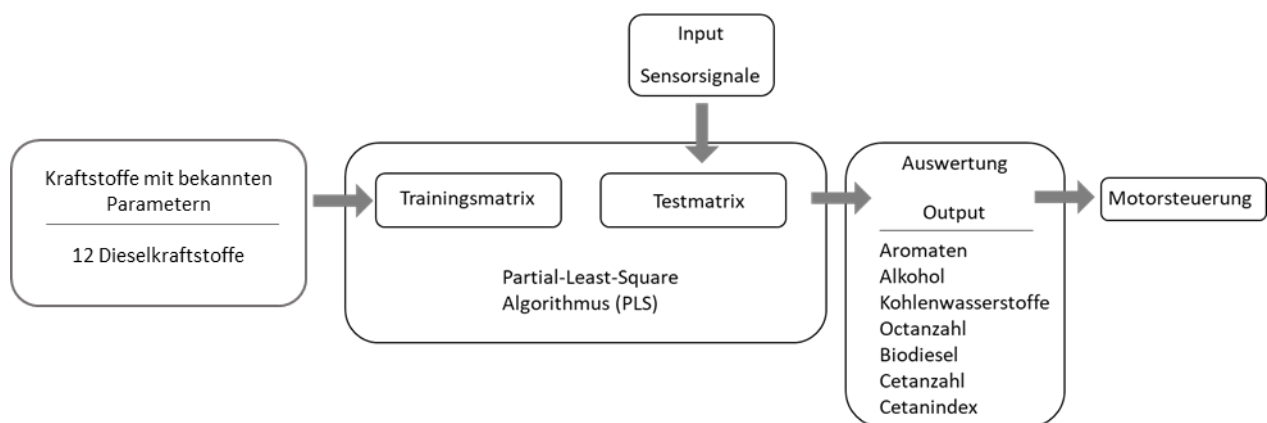 Input
Sensorsignale
Kraftstoffe mit bekannten
Parametern
12 Dieselkraftstoffe
Trainingsmatrix
Testmatrix
Partial-Least-Square
Algorithmus (PLS)
Auswertung
Output
Aromaten
Alkohol
Kohlenwasserstoffe
Octanzahl
Biodiesel
Cetanzahl
Cetanindex
Motorsteuerung